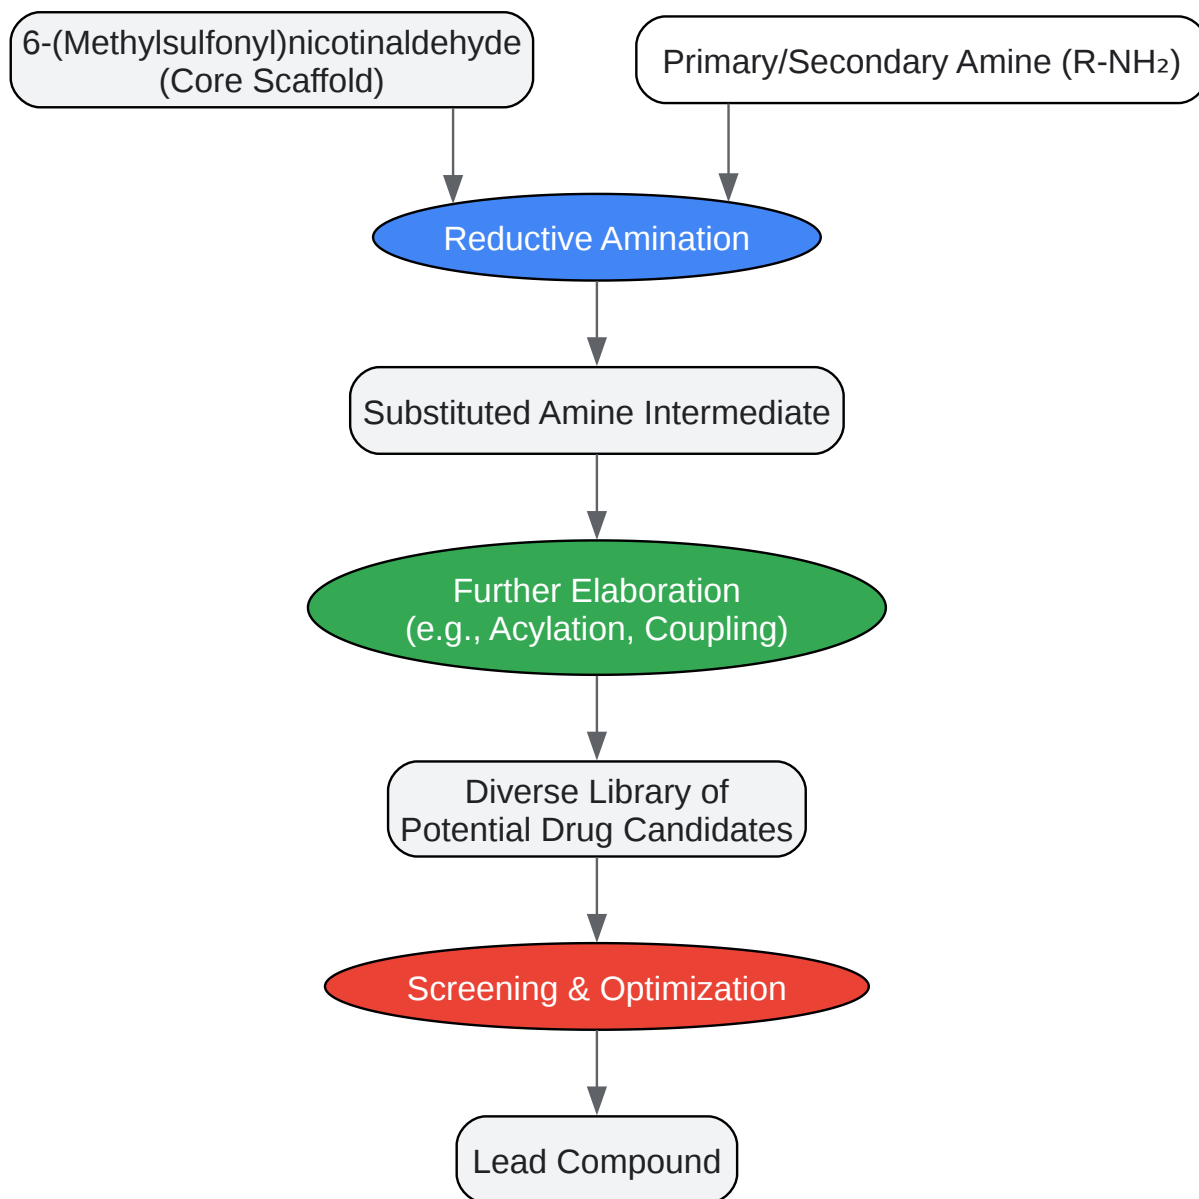 6-(Methylsulfonyl)nicotinaldehyde
(Core Scaffold)
Primary/Secondary Amine (R-NH₂)
Reductive Amination
Substituted Amine Intermediate
Further Elaboration
(e.g., Acylation, Coupling)
Diverse Library of
Potential Drug Candidates
Screening & Optimization
Lead Compound